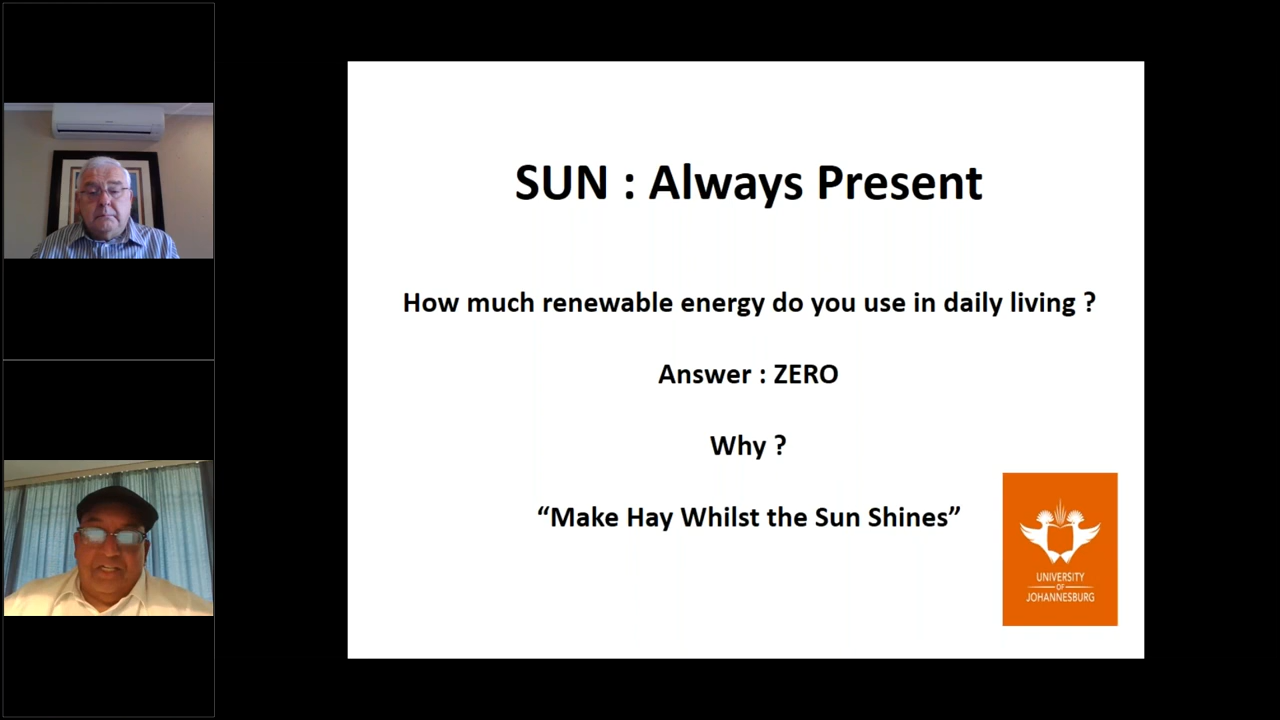 SUN : Always Present
How much renewable energy do you use in daily living ?
Answer : ZERO
Why ?
“Make Hay Whilst the Sun Shines”
UNIVERSITY
OF
JOHANNESBURG